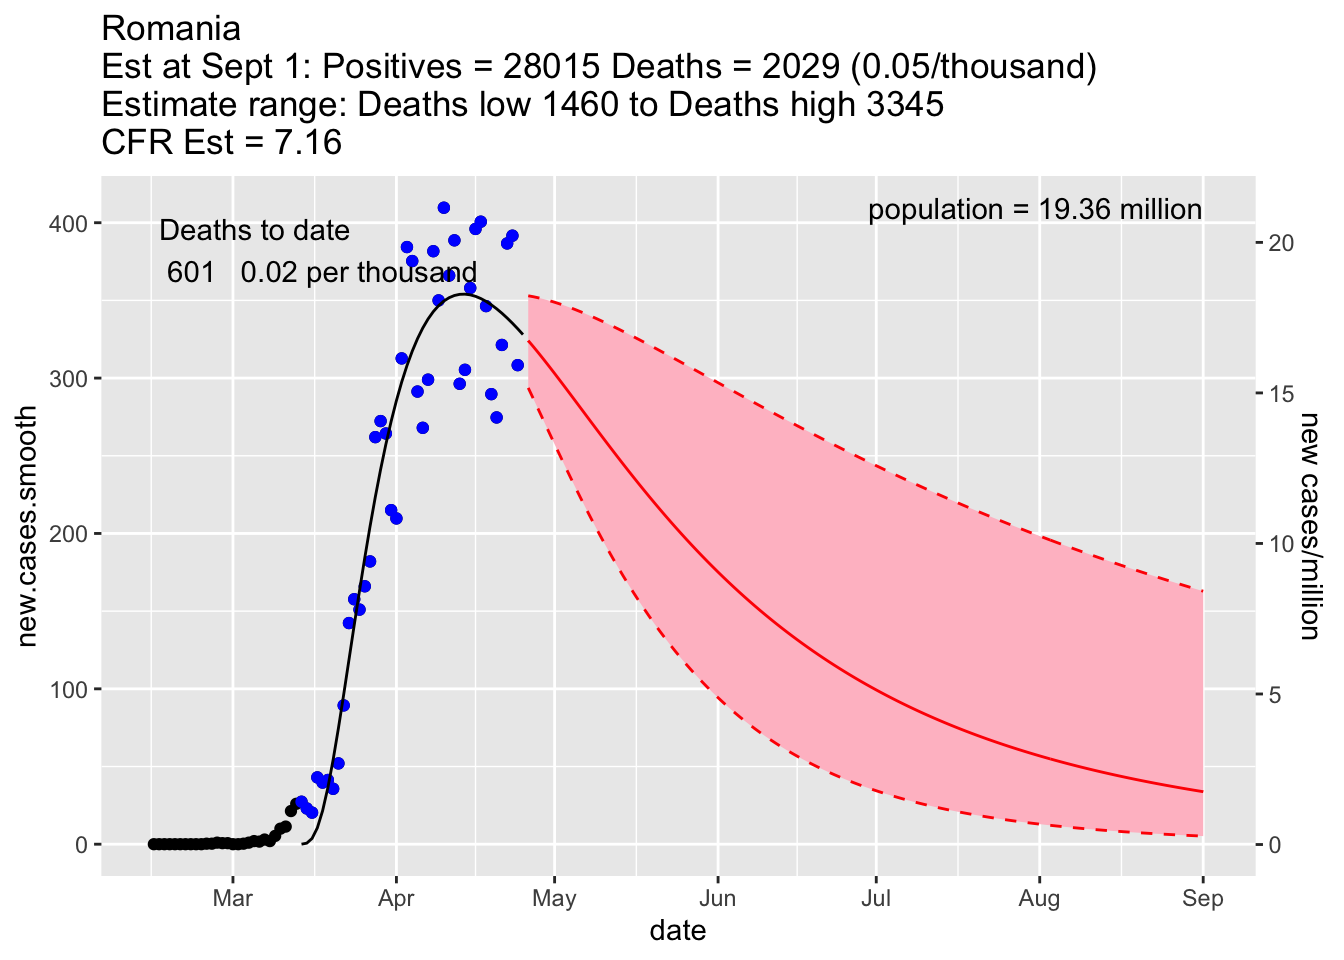 Romania
Est at Sept 1: Positives = 28015 Deaths = 2029 (0.05/thousand)
Estimate range: Deaths low 1460 to Deaths high 3345
CFR Est = 7.16
Deaths to date
601 0.02 per thousand
population = 19.36 million
400
300
200
100
0
new.cases.smooth
20
15
10
5
0
new cases/million
Mar Apr May Jun Jul Aug Sep
date